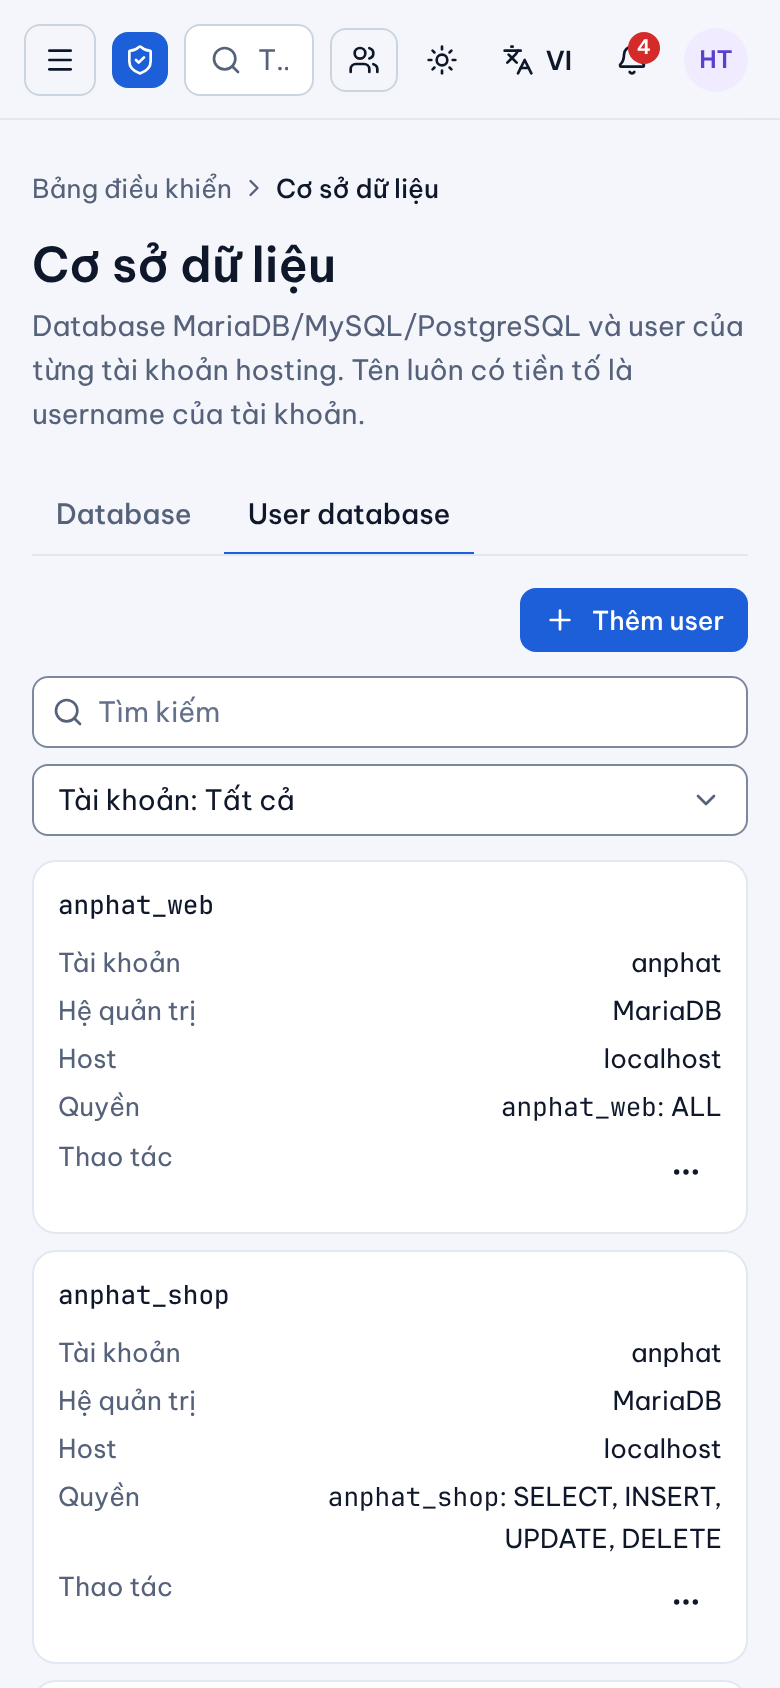 T..
VI
4
HT
Bảng điều khiển > Cơ sở dữ liệu
Cơ sở dữ liệu
Database MariaDB/MySQL/PostgreSQL và user của
từng tài khoản hosting. Tên luôn có tiền tố là
username của tài khoản.
Database
User database
+ Thêm user
Tìm kiếm
Tài khoản: Tất cả
anphat_web
Tài khoản anphat
Hệ quản trị MariaDB
Host localhost
Quyền anphat_web: ALL
Thao tác ...
anphat_shop
Tài khoản anphat
Hệ quản trị MariaDB
Host localhost
Quyền anphat_shop: SELECT, INSERT,
UPDATE, DELETE
Thao tác ...